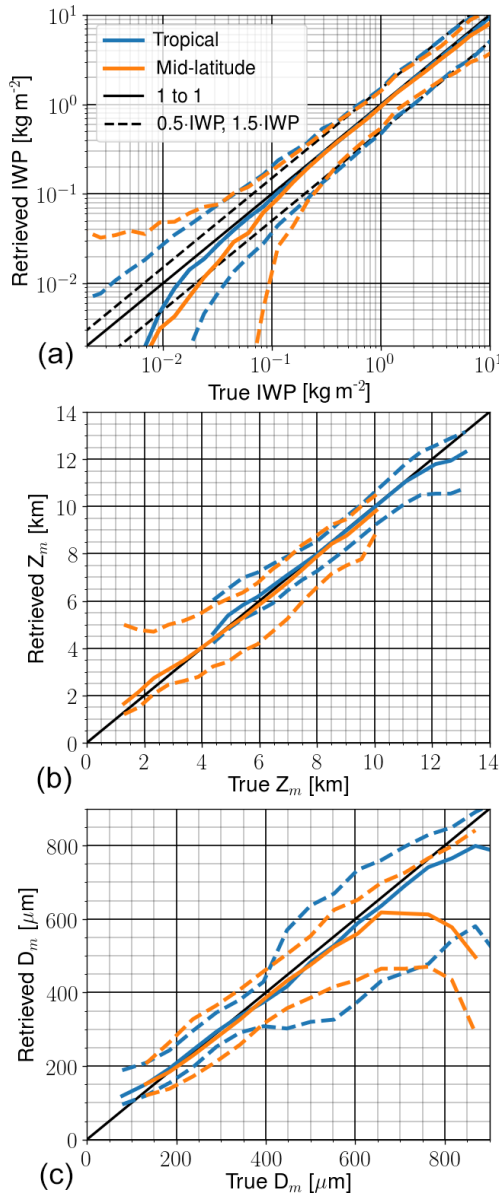 10^1
Tropical
Mid-latitude
1 to 1
0.5·IWP, 1.5·IWP
10^0
10^-1
10^-2
Retrieved IWP [kg m^-2]
(a)
10^-2 10^-1 10^0 10^1
True IWP [kg m^-2]
14
12
10
8
6
4
2
0
Retrieved Z_m [km]
0 2 4 6 8 10 12 14
(b)
True Z_m [km]
800
600
400
200
0
Retrieved D_m [μm]
0 200 400 600 800
(c)
True D_m [μm]